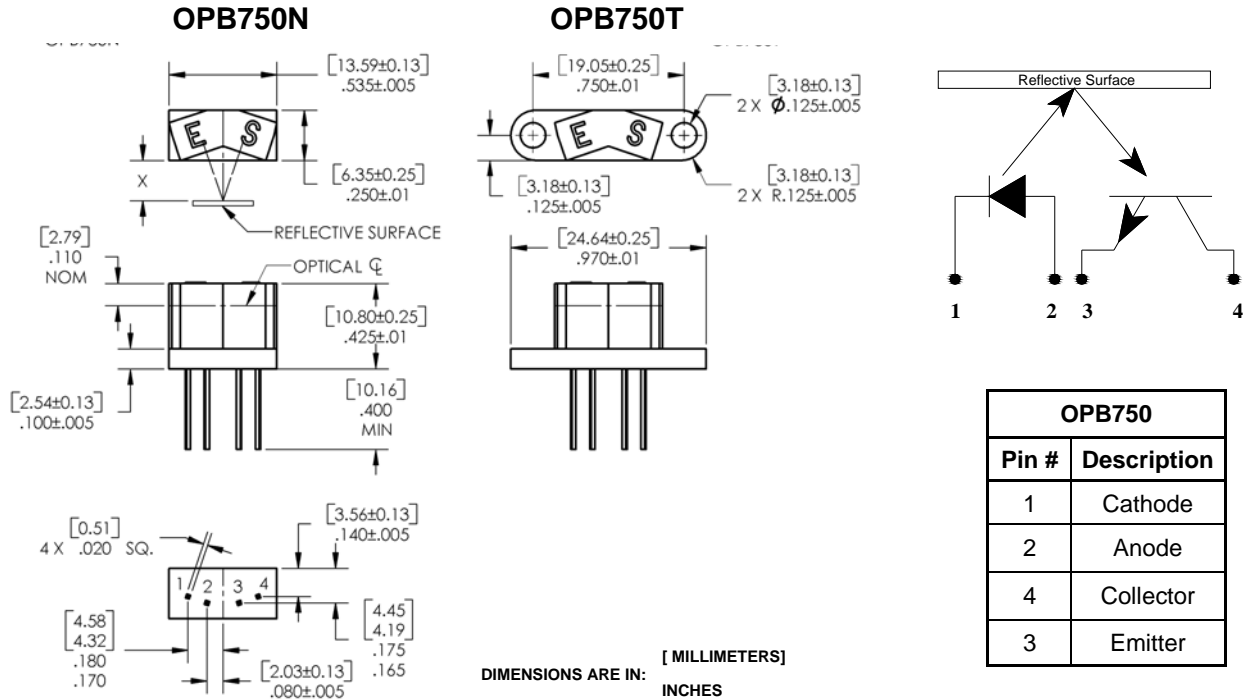 OPB750N
OPB750T
[13.59±0.13]
.535±.005
E S
X
[6.35±0.25]
.250±.01
REFLECTIVE SURFACE
[19.05±0.25]
.750±.01
[3.18±0.13]
2 X Ø.125±.005
E S
[3.18±0.13]
.125±.005
[3.18±0.13]
2 X R.125±.005
Reflective Surface
1 2 3 4
[2.79]
.110
NOM
OPTICAL ℄
[10.80±0.25]
.425±.01
[2.54±0.13]
.100±.005
[10.16]
.400
MIN
[24.64±0.25]
.970±.01
OPB750
Pin # Description
1 Cathode
2 Anode
4 Collector
3 Emitter
[0.51]
4 X .020 SQ.
[3.56±0.13]
.140±.005
1 2 3 4
[4.58
4.32]
.180
.170
[2.03±0.13]
.080±.005
[4.45
4.19]
.175
.165
DIMENSIONS ARE IN:
[ MILLIMETERS]
INCHES